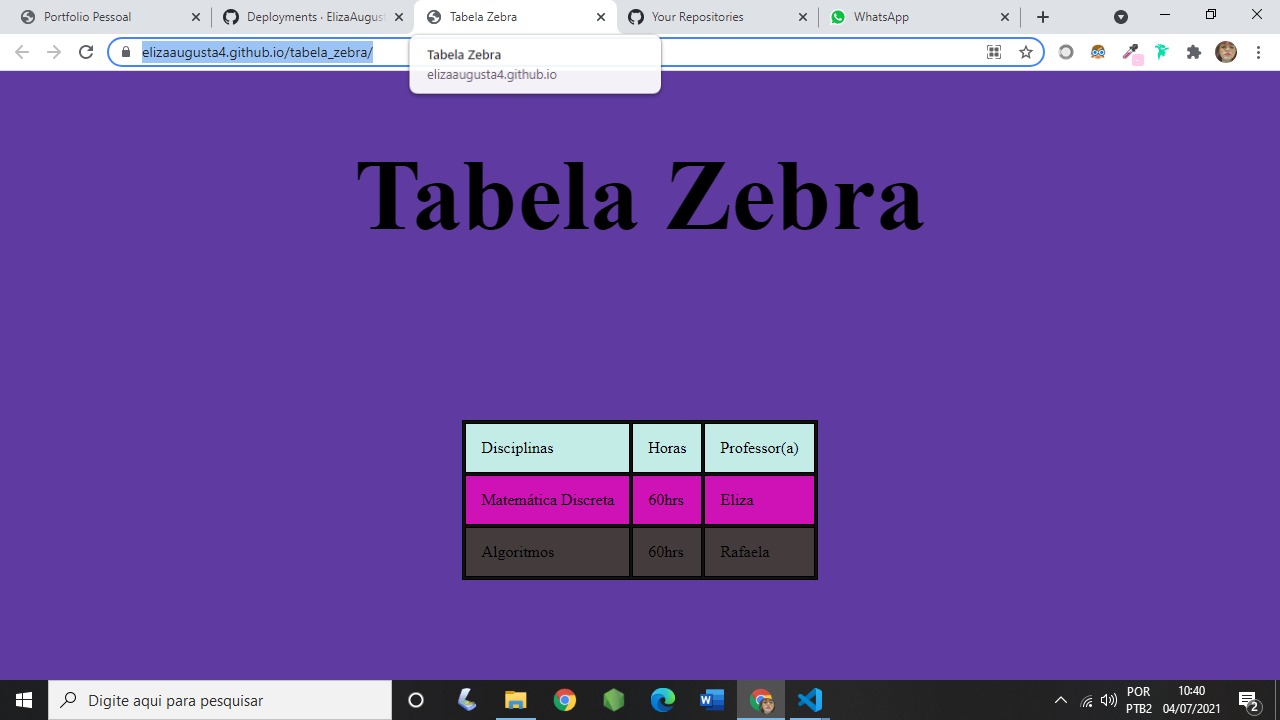 Portfolio Pessoal
Deployments · ElizaAugus
Tabela Zebra
Your Repositories
WhatsApp
elizaaugusta4.github.io/tabela_zebra/
Tabela Zebra
elizaaugusta4.github.io
Tabela Zebra
Disciplinas Horas Professor(a)
Matemática Discreta 60hrs Eliza
Algoritmos 60hrs Rafaela
Digite aqui para pesquisar
POR
PTB2
10:40
04/07/2021
2